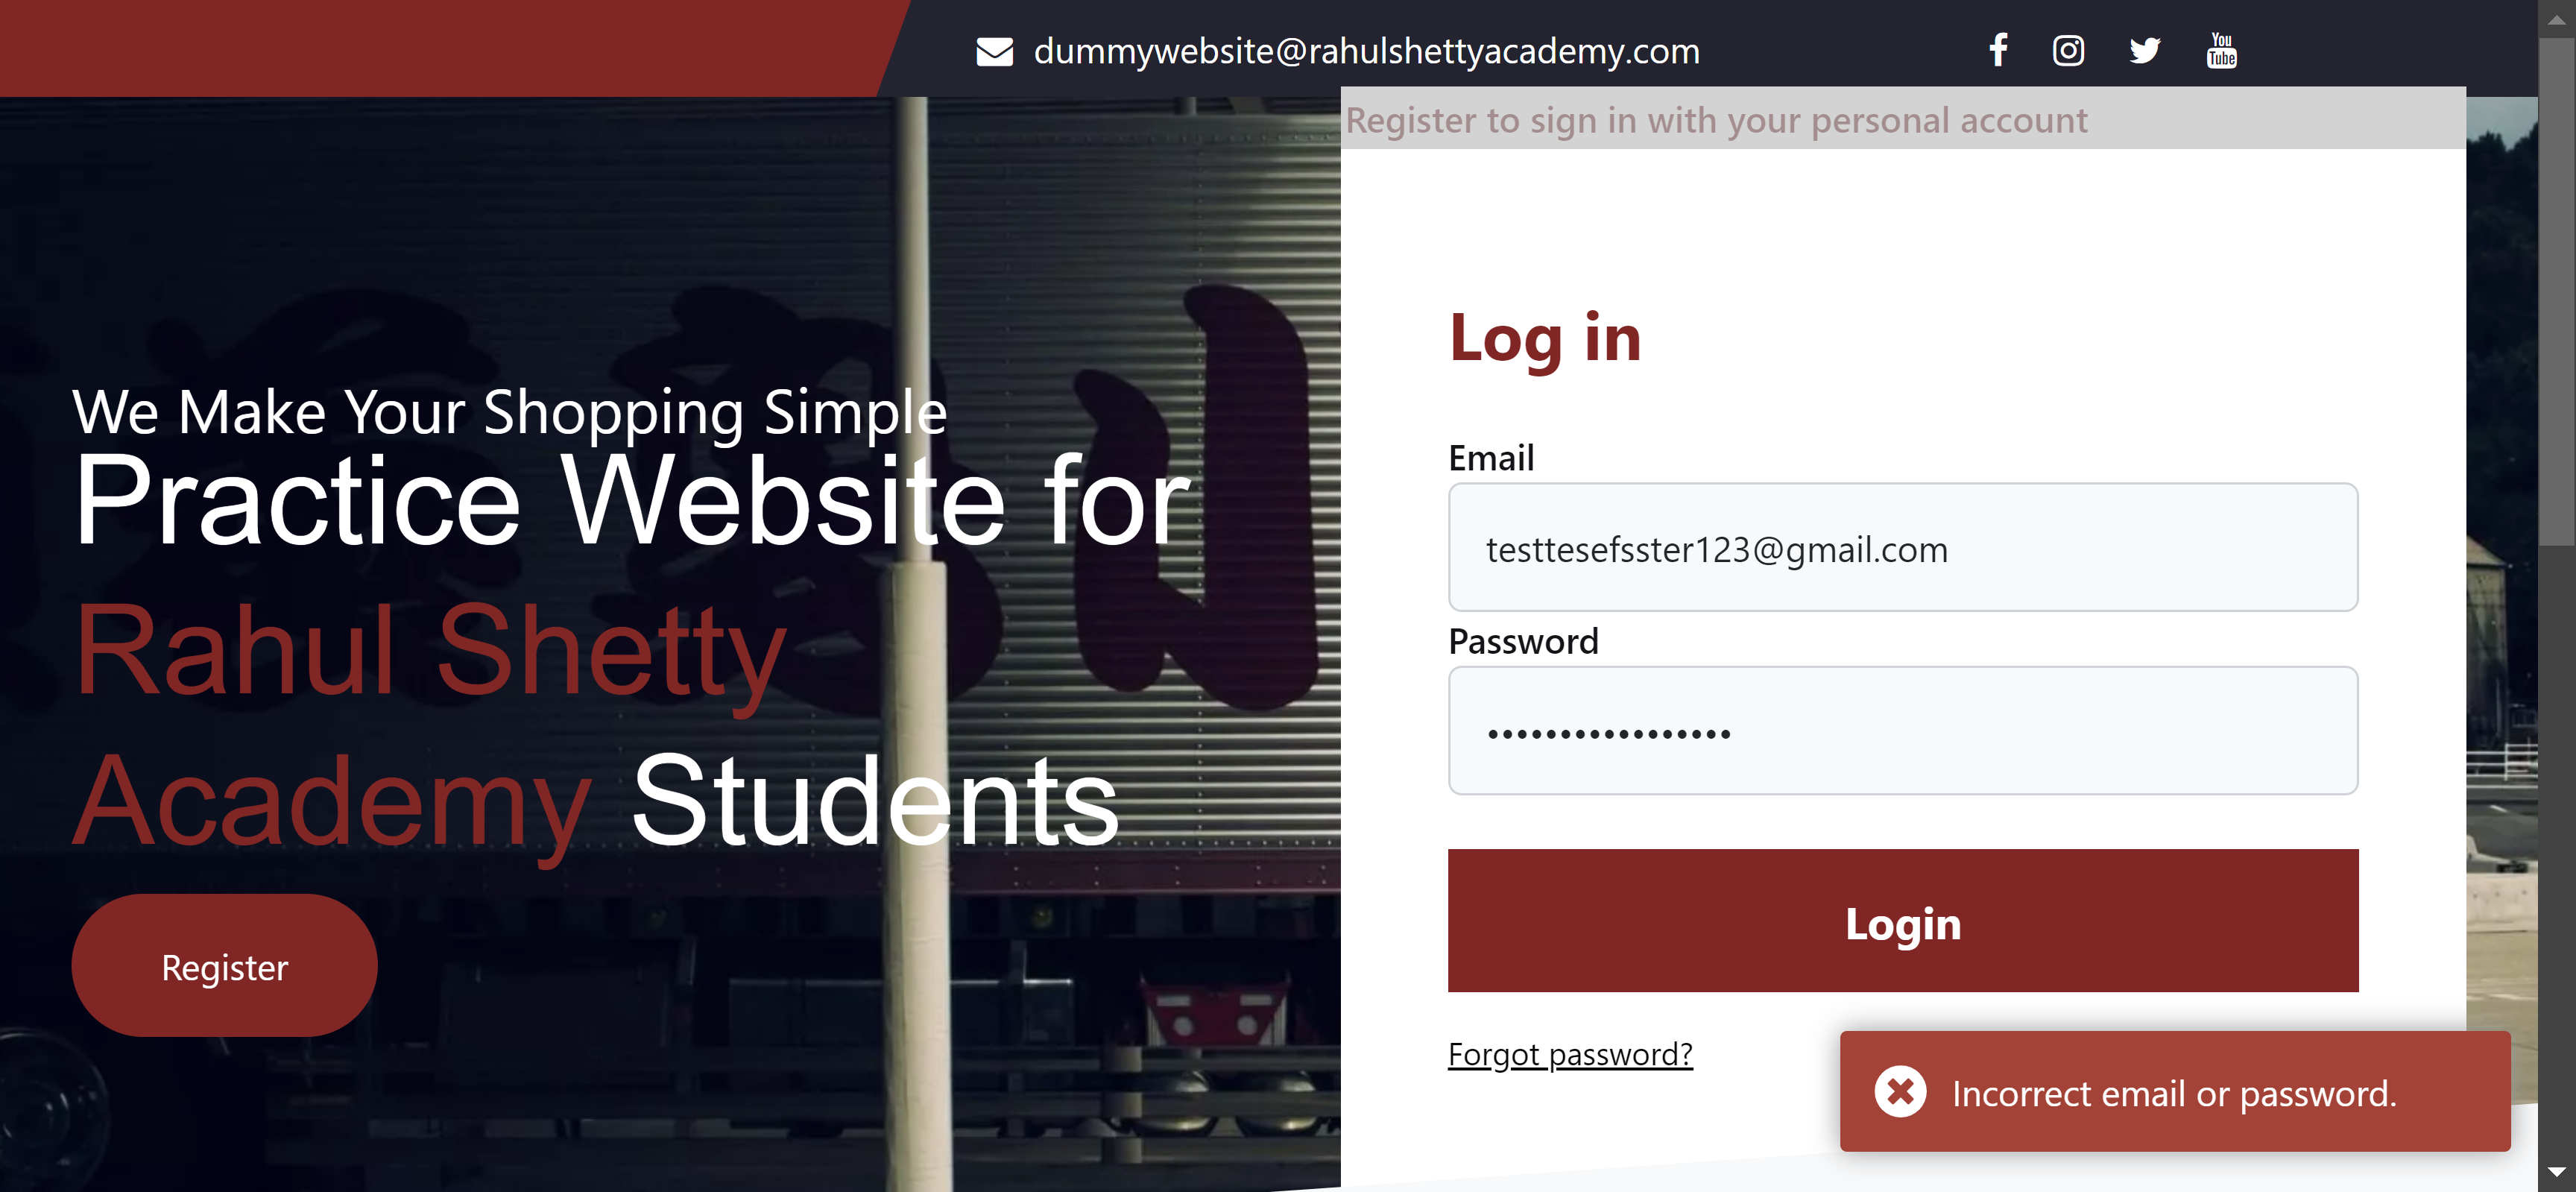 dummywebsite@rahulshettyacademy.com
You
Tube
Register to sign in with your personal account
We Make Your Shopping Simple
Practice Website for
Rahul Shetty
Academy Students
Register
Log in
Email
testtesefsster123@gmail.com
Password
•••••••••••••••••
Login
Forgot password?
Incorrect email or password.